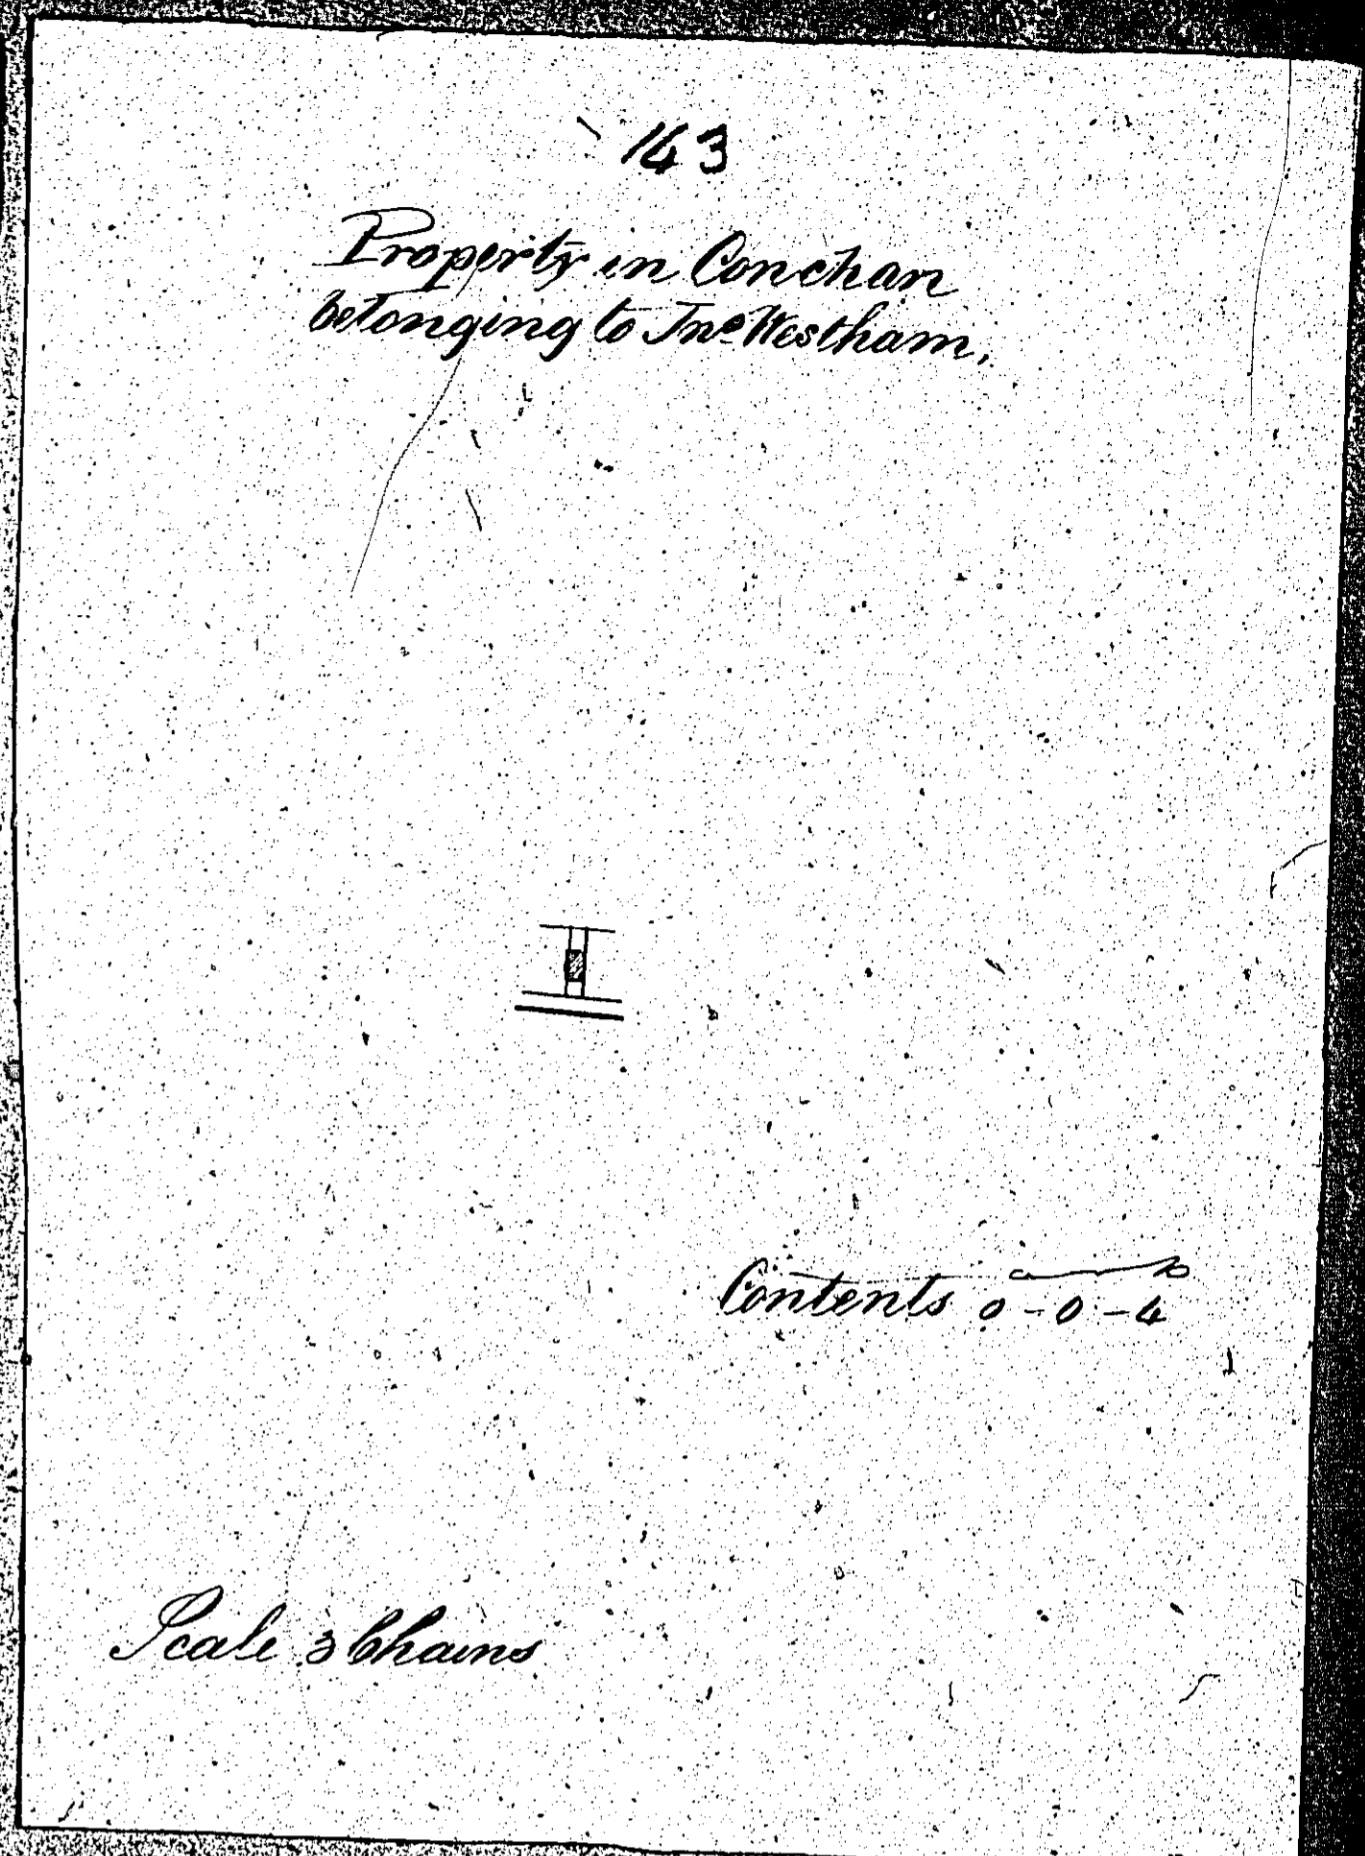 143
Property in Conchan
belonging to Jno Westham.
a r p
Contents 0-0-4
Scale 3 Chains